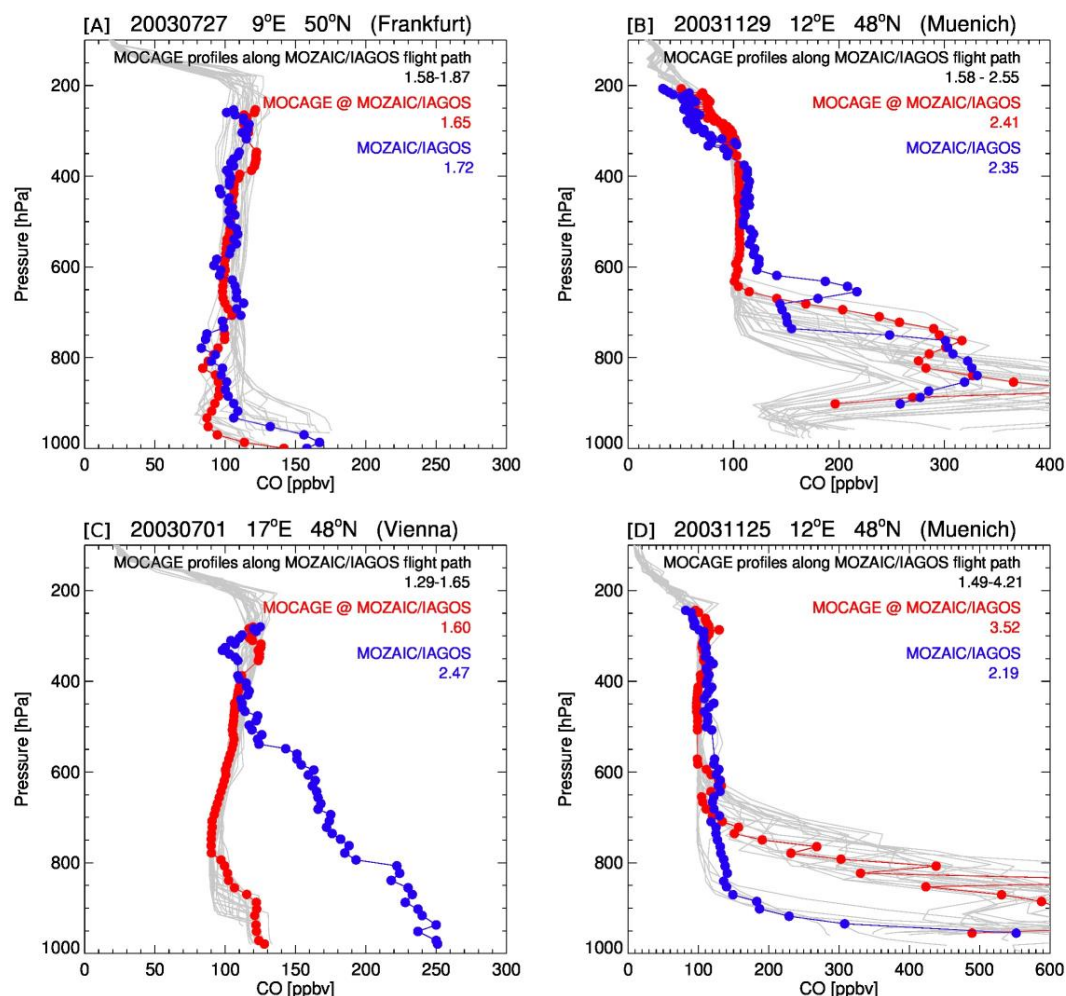 [A] 20030727 9°E 50°N (Frankfurt)
MOCAGE profiles along MOZAIC/IAGOS flight path
1.58-1.87
MOCAGE @ MOZAIC/IAGOS
1.65
MOZAIC/IAGOS
1.72
Pressure [hPa]
200
400
600
800
1000
0 50 100 150 200 250 300
CO [ppbv]
[B] 20031129 12°E 48°N (Muenich)
MOCAGE profiles along MOZAIC/IAGOS flight path
1.58 - 2.55
MOCAGE @ MOZAIC/IAGOS
2.41
MOZAIC/IAGOS
2.35
Pressure [hPa]
200
400
600
800
1000
0 100 200 300 400
CO [ppbv]
[C] 20030701 17°E 48°N (Vienna)
MOCAGE profiles along MOZAIC/IAGOS flight path
1.29-1.65
MOCAGE @ MOZAIC/IAGOS
1.60
MOZAIC/IAGOS
2.47
Pressure [hPa]
200
400
600
800
1000
0 50 100 150 200 250 300
CO [ppbv]
[D] 20031125 12°E 48°N (Muenich)
MOCAGE profiles along MOZAIC/IAGOS flight path
1.49-4.21
MOCAGE @ MOZAIC/IAGOS
3.52
MOZAIC/IAGOS
2.19
Pressure [hPa]
200
400
600
800
1000
0 100 200 300 400 500 600
CO [ppbv]